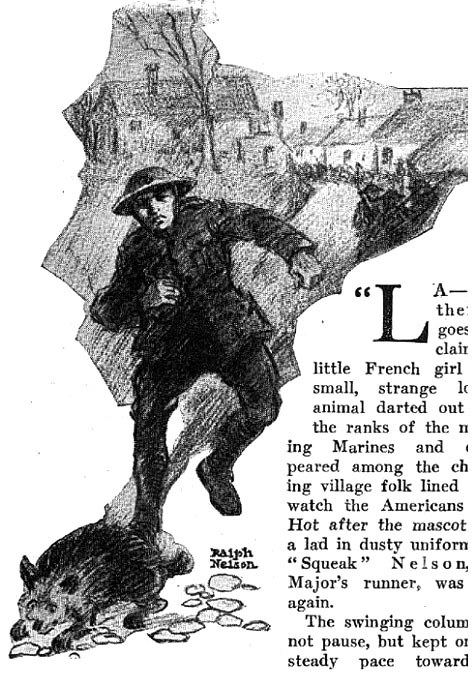 “LA—
the
goes
clai
little French girl
small, strange lo
animal darted out
the ranks of the m
ing Marines and
peared among the ch
ing village folk lined
watch the Americans
Hot after the mascot
a lad in dusty uniform
“Squeak” Nelson,
Major's runner, was
again.
The swinging colum
not pause, but kept on
steady pace toward
Ralph
Nelson